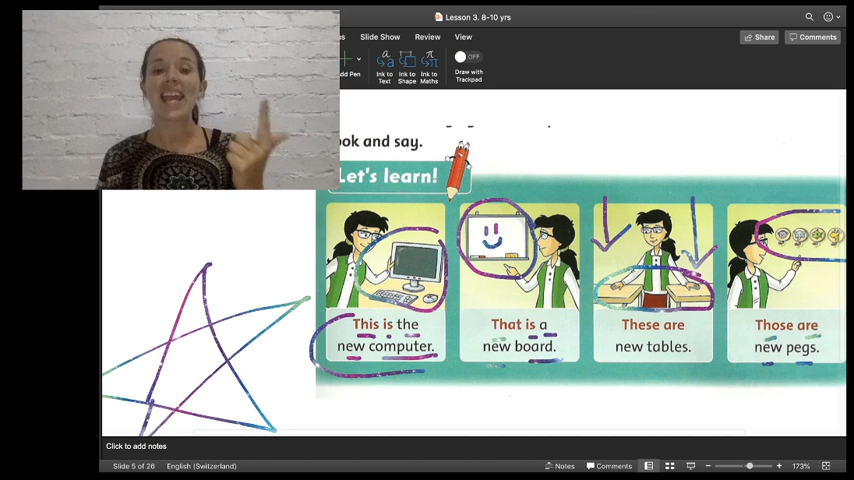 Lesson 3. 8-10 yrs
Slide Show Review View
Share Comments
Add Pen
Ink to Text
Ink to Shape
Ink to Maths
OFF
Draw with Trackpad
ook and say.
Let's learn!
This is the
new computer.
That is a
new board.
These are
new tables.
Those are
new pegs.
Click to add notes
Slide 5 of 26 English (Switzerland) Notes Comments 173%